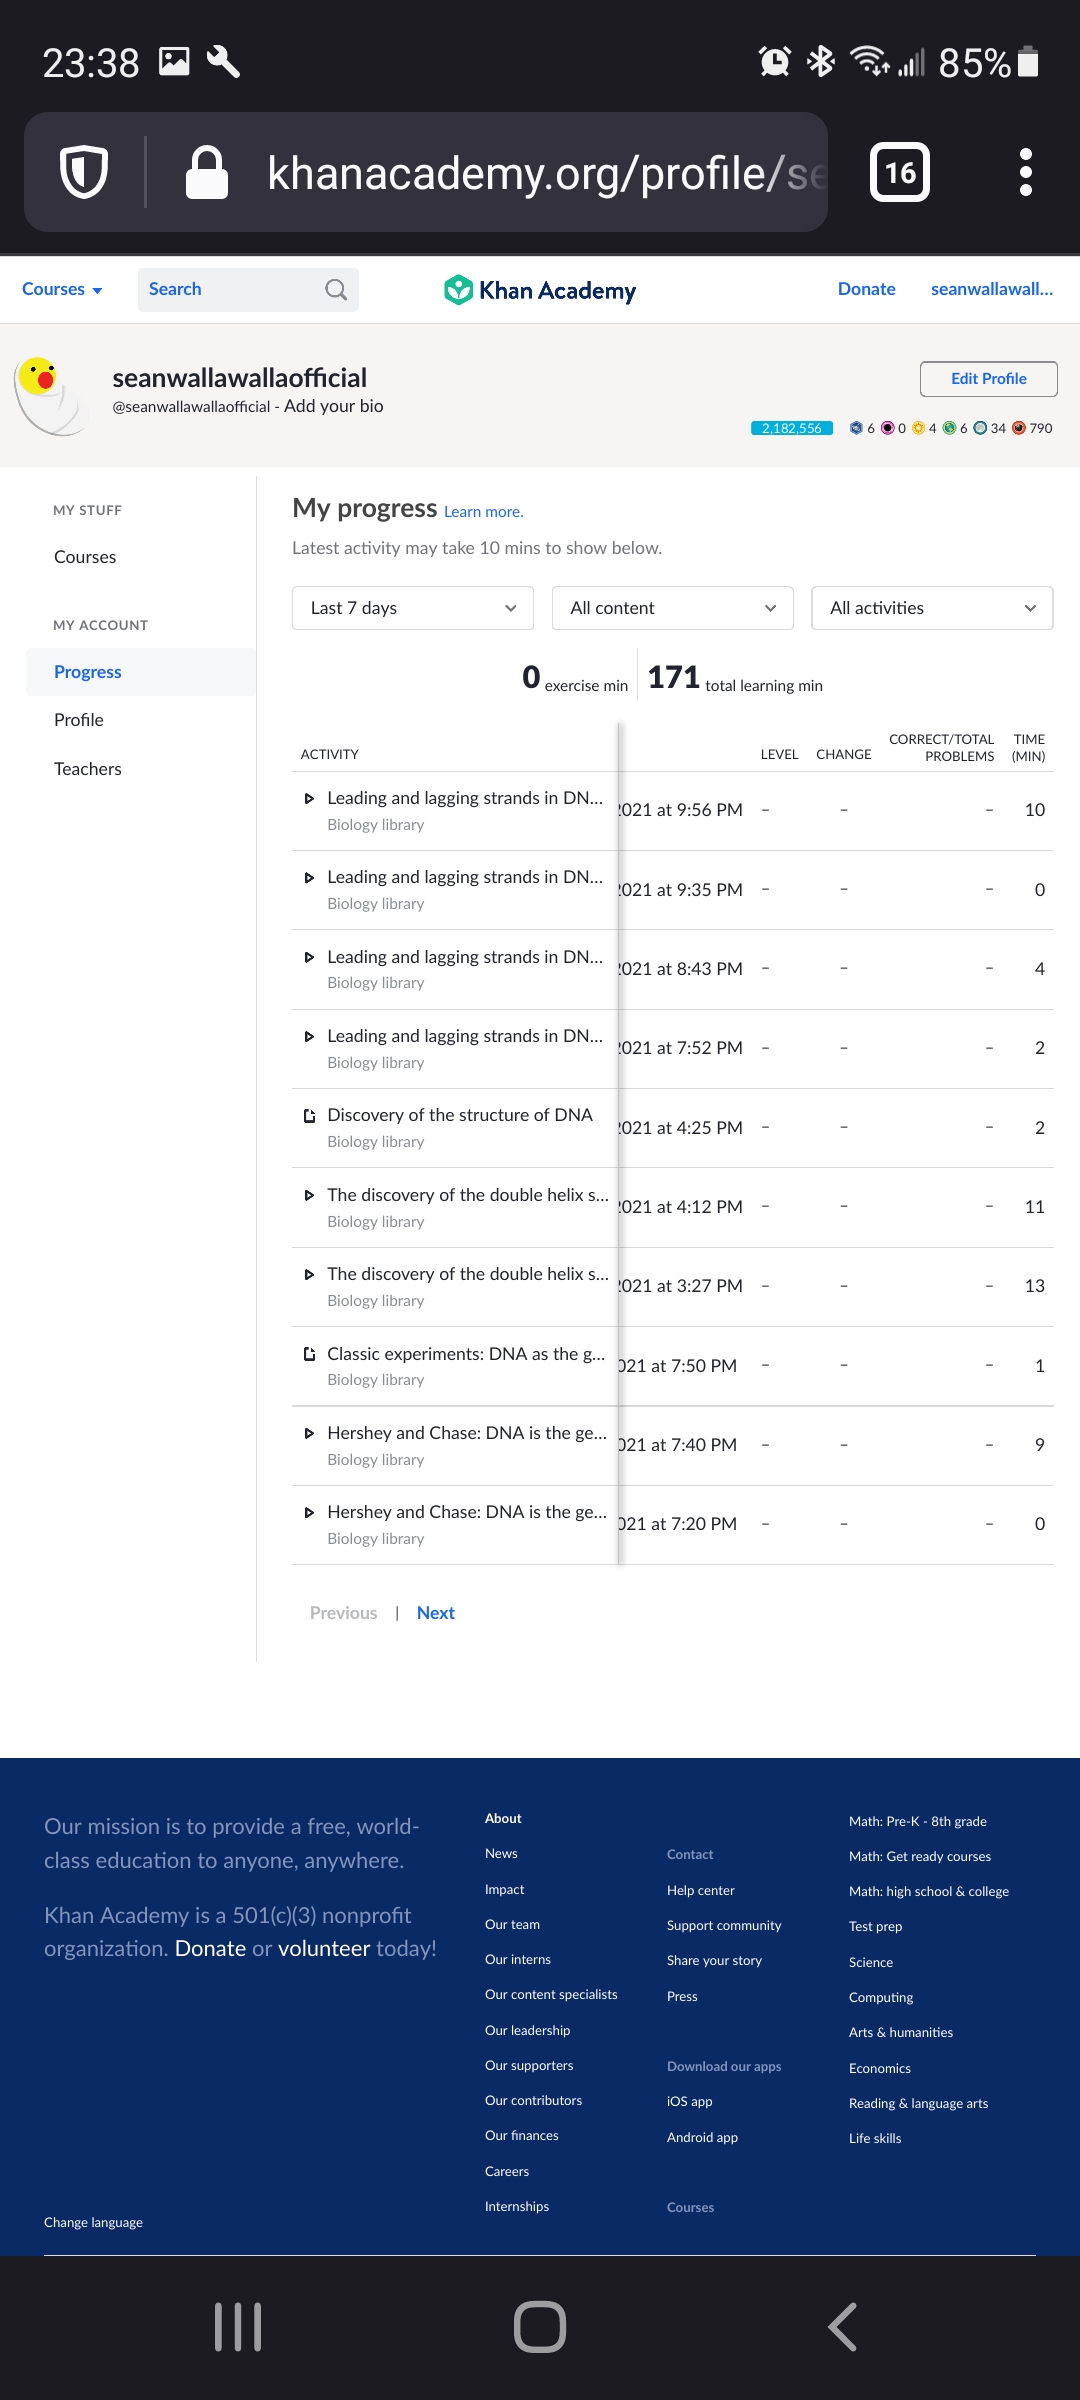 23:38
85%
khanacademy.org/profile/se
16
Courses
Search
Khan Academy
Donate
seanwallawall...
seanwallawallaofficial
@seanwallawallaofficial - Add your bio
Edit Profile
2,182,556
6
0
4
6
34
790
MY STUFF
Courses
MY ACCOUNT
Progress
Profile
Teachers
My progress Learn more.
Latest activity may take 10 mins to show below.
Last 7 days
All content
All activities
0 exercise min
171 total learning min
ACTIVITY LEVEL CHANGE CORRECT/TOTAL PROBLEMS TIME (MIN)
Leading and lagging strands in DN... 2021 at 9:56 PM – – – 10
Biology library
Leading and lagging strands in DN... 2021 at 9:35 PM – – – 0
Biology library
Leading and lagging strands in DN... 2021 at 8:43 PM – – – 4
Biology library
Leading and lagging strands in DN... 2021 at 7:52 PM – – – 2
Biology library
Discovery of the structure of DNA 2021 at 4:25 PM – – – 2
Biology library
The discovery of the double helix s... 2021 at 4:12 PM – – – 11
Biology library
The discovery of the double helix s... 2021 at 3:27 PM – – – 13
Biology library
Classic experiments: DNA as the g... 021 at 7:50 PM – – – 1
Biology library
Hershey and Chase: DNA is the ge... 021 at 7:40 PM – – – 9
Biology library
Hershey and Chase: DNA is the ge... 021 at 7:20 PM – – – 0
Biology library
Previous | Next
Our mission is to provide a free, world-
class education to anyone, anywhere.
Khan Academy is a 501(c)(3) nonprofit
organization. Donate or volunteer today!
About
News
Impact
Our team
Our interns
Our content specialists
Our leadership
Our supporters
Our contributors
Our finances
Careers
Internships
Contact
Help center
Support community
Share your story
Press
Download our apps
iOS app
Android app
Courses
Math: Pre-K - 8th grade
Math: Get ready courses
Math: high school & college
Test prep
Science
Computing
Arts & humanities
Economics
Reading & language arts
Life skills
Change language